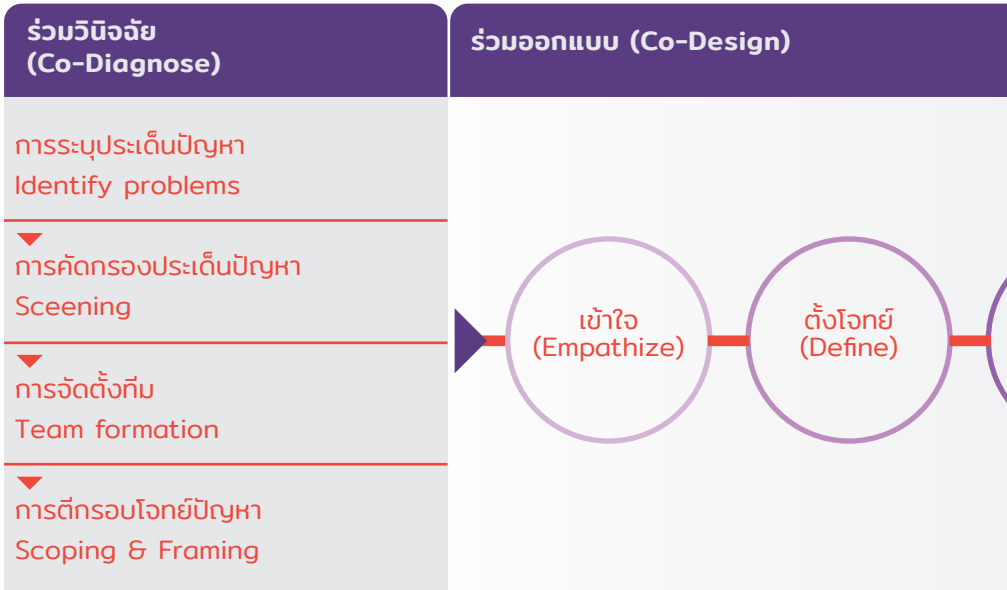 ร่วมวินิจฉัย
(Co-Diagnose)
ร่วมออกแบบ (Co-Design)
การระบุประเด็นปัญหา
Identify problems
การคัดกรองประเด็นปัญหา
Sceening
การจัดตั้งทีม
Team formation
การตีกรอบโจทย์ปัญหา
Scoping & Framing
เข้าใจ
(Empathize)
ตั้งโจทย์
(Define)